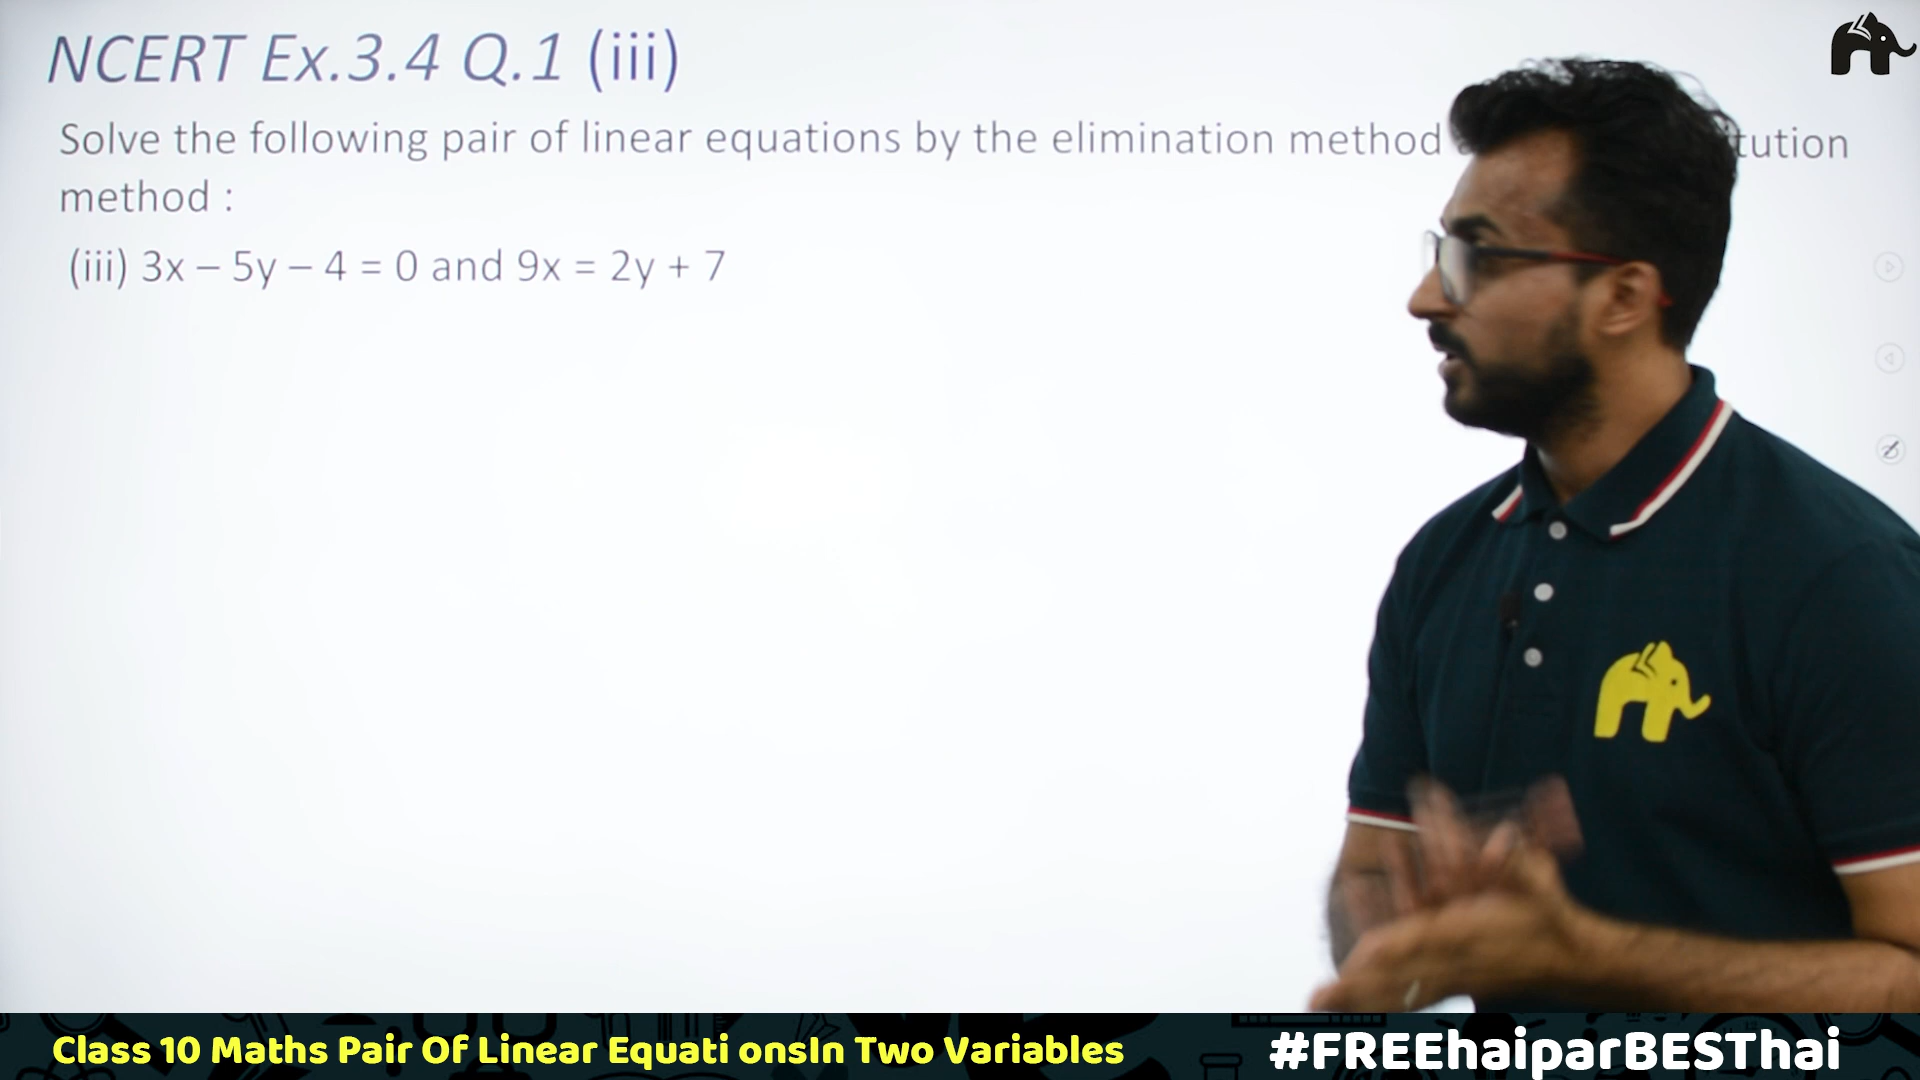 NCERT Ex.3.4 Q.1 (iii)
Solve the following pair of linear equations by the elimination method
method :
(iii) 3x – 5y – 4 = 0 and 9x = 2y + 7
Class 10 Maths Pair Of Linear Equati onsIn Two Variables
#FREEhaiparBESThai